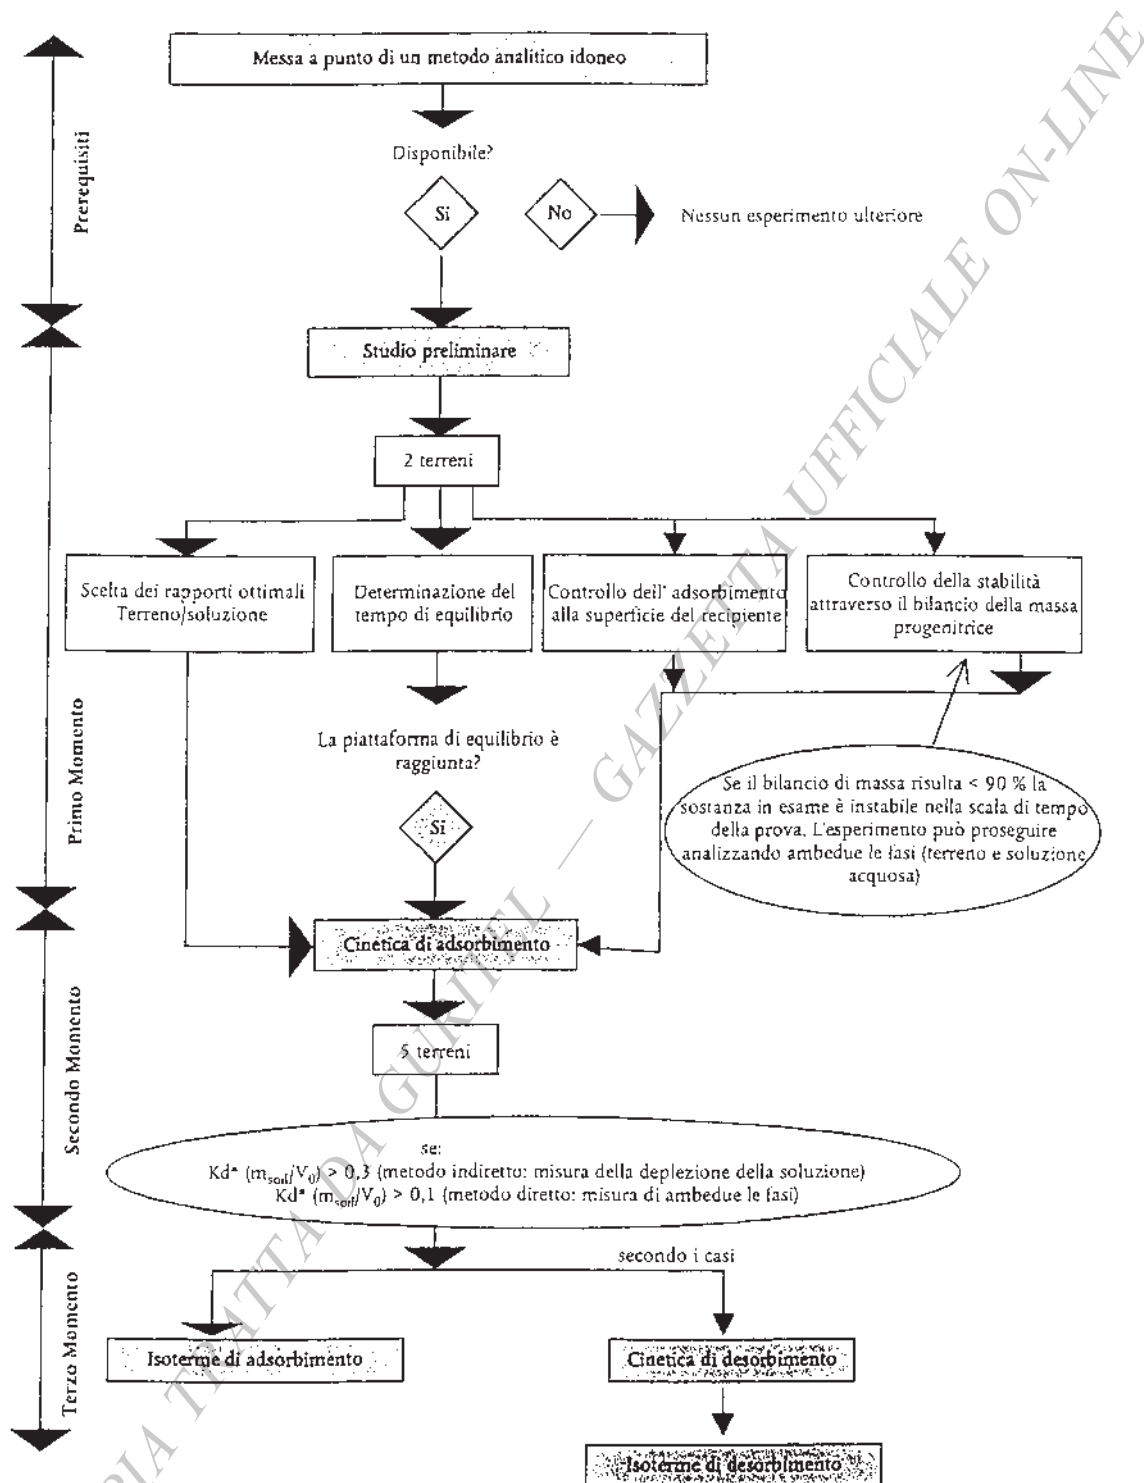 Messa a punto di un metodo analitico idoneo
Prerequisiti
Disponibile?
Si
No
Nessun esperimento ulteriore
Studio preliminare
2 terreni
Primo Momento
Scelta dei rapporti ottimali
Terreno/soluzione
Determinazione del
tempo di equilibrio
Controllo dell' adsorbimento
alla superficie del recipiente
Controllo della stabilità
attraverso il bilancio della massa
progenitrice
La piattaforma di equilibrio è
raggiunta?
Si
Se il bilancio di massa risulta < 90 % la
sostanza in esame è instabile nella scala di tempo
della prova. L'esperimento può proseguire
analizzando ambedue le fasi (terreno e soluzione
acquosa)
Secondo Momento
Cinetica di adsorbimento
5 terreni
se:
Kd* (m_soil/V_0) > 0,3 (metodo indiretto: misura della deplezione della soluzione)
Kd* (m_soil/V_0) > 0,1 (metodo diretto: misura di ambedue le fasi)
Terzo Momento
secondo i casi
Isoterme di adsorbimento
Cinetica di desorbimento
Isoterme di desorbimento
TRATTA DA GURITEL — GAZZETTA UFFICIALE ON-LINE